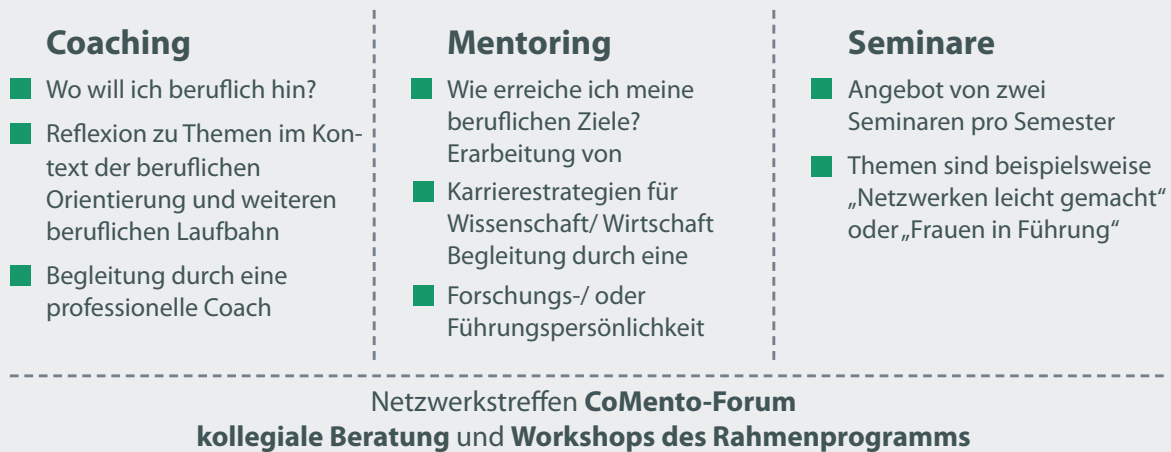 Coaching
Wo will ich beruflich hin?
Reflexion zu Themen im Kon-
text der beruflichen
Orientierung und weiteren
beruflichen Laufbahn
Begleitung durch eine
professionelle Coach
Mentoring
Wie erreiche ich meine
beruflichen Ziele?
Erarbeitung von
Karrierestrategien für
Wissenschaft/ Wirtschaft
Begleitung durch eine
Forschungs-/ oder
Führungspersönlichkeit
Seminare
Angebot von zwei
Seminaren pro Semester
Themen sind beispielsweise
„Netzwerken leicht gemacht“
oder „Frauen in Führung“
Netzwerkstreffen CoMento-Forum
kollegiale Beratung und Workshops des Rahmenprogramms